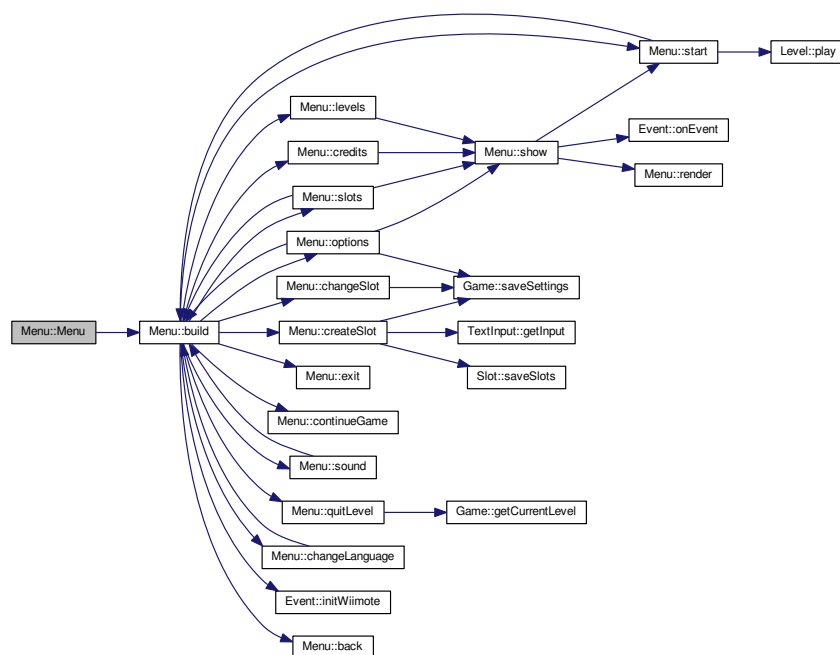 Menu::start
Level::play
Menu::levels
Event::onEvent
Menu::credits
Menu::show
Menu::render
Menu::slots
Menu::options
Menu::changeSlot
Game::saveSettings
Menu::Menu
Menu::build
Menu::createSlot
TextInput::getInput
Menu::exit
Slot::saveSlots
Menu::continueGame
Menu::sound
Menu::quitLevel
Game::getCurrentLevel
Menu::changeLanguage
Event::initWiimote
Menu::back